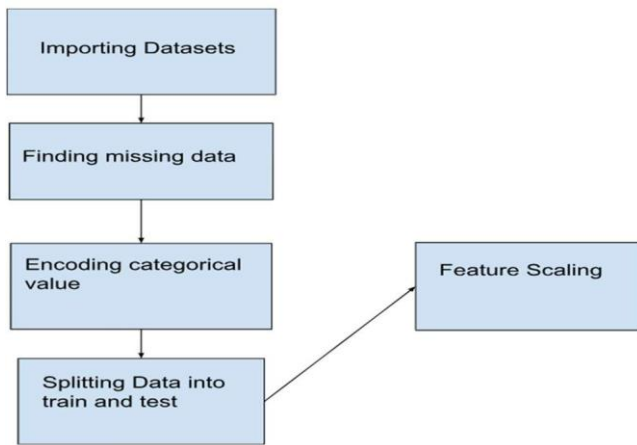 Importing Datasets
Finding missing data
Encoding categorical
value
Splitting Data into
train and test
Feature Scaling